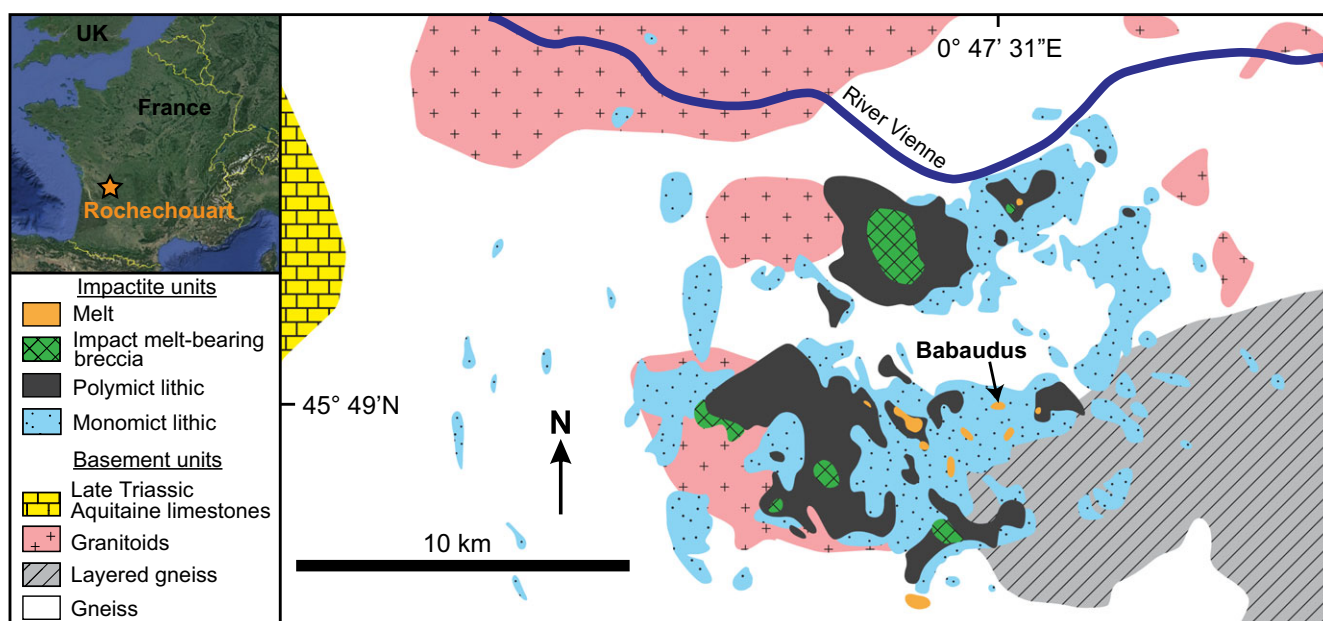 UK
France
Rochechouart
Impactite units
Melt
Impact melt-bearing
breccia
Polymict lithic
Monomict lithic
Basement units
Late Triassic
Aquitaine limestones
Granitoids
Layered gneiss
Gneiss
0° 47' 31”E
River Vienne
Babaudus
45° 49’N
N
10 km